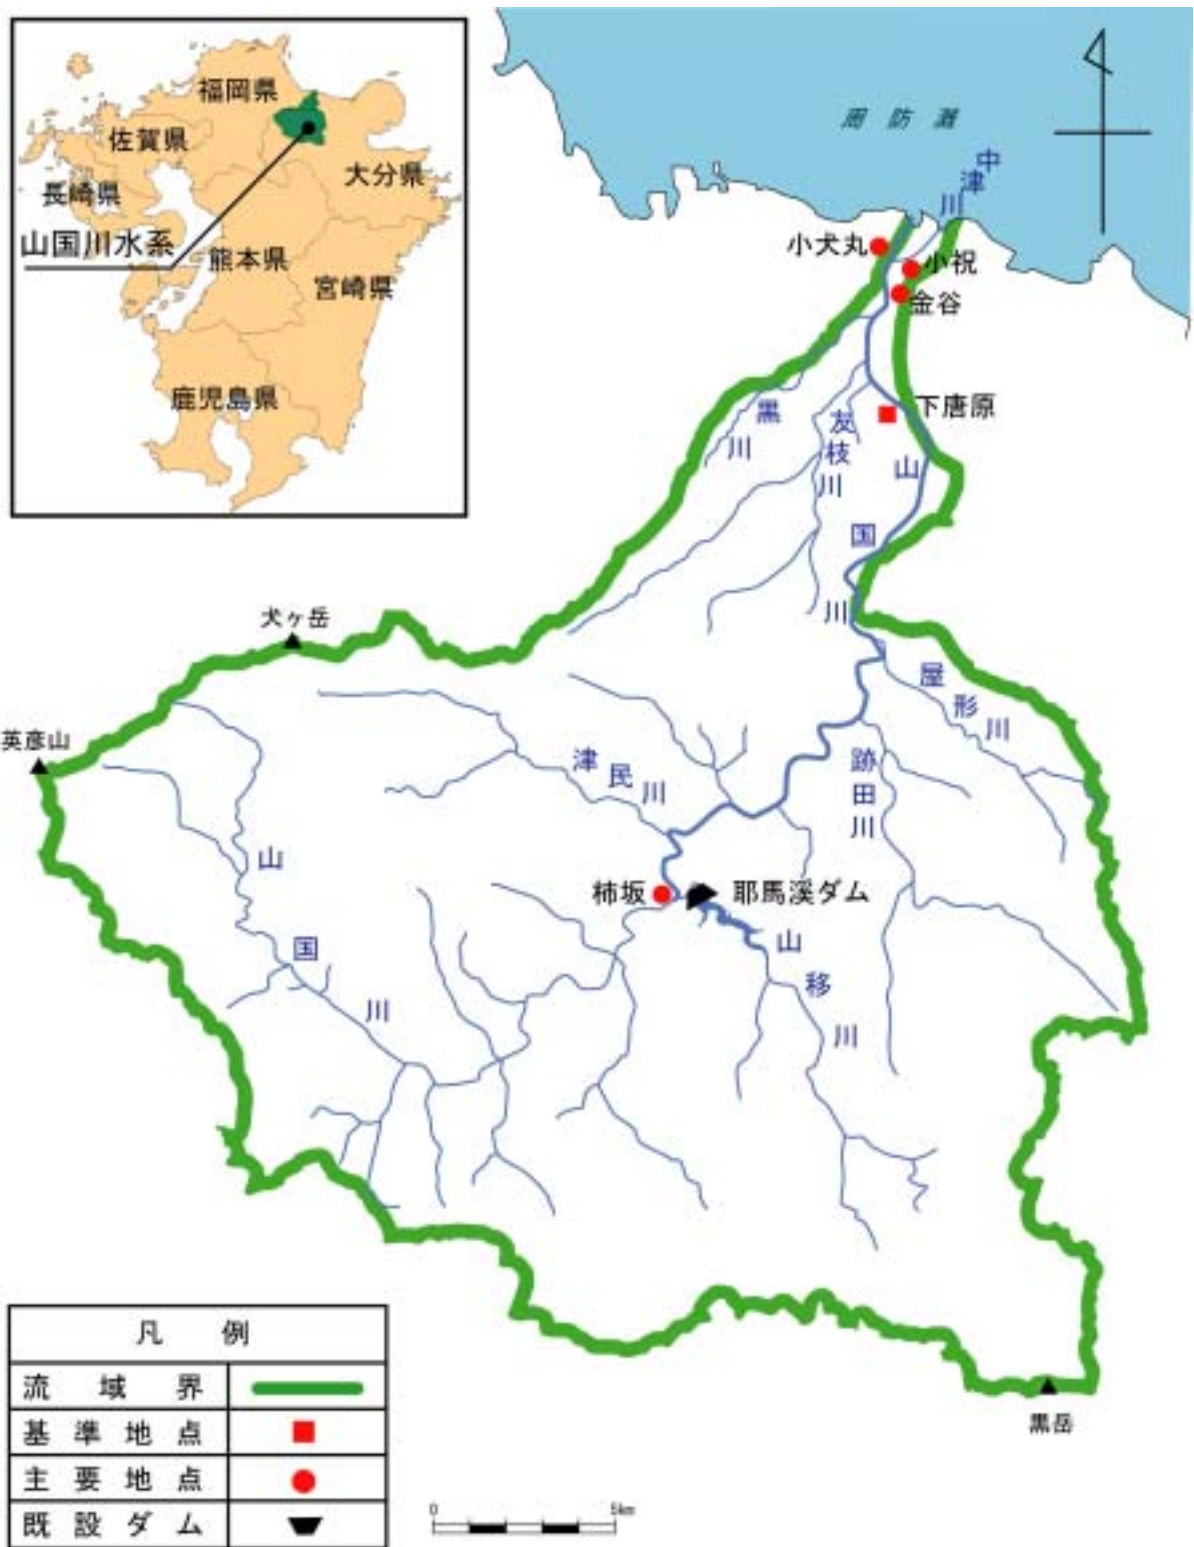 福岡県
佐賀県
長崎県
大分県
山国川水系
熊本県
宮崎県
鹿児島県
周防灘
中津川
小犬丸
小祝
金谷
下唐原
黒川
友枝川
山国川
犬ヶ岳
英彦山
屋形川
津民川
跡田川
山国川
柿坂
耶馬溪ダム
山移川
黒岳
凡例
流域界
基準地点
主要地点
既設ダム
0 5km